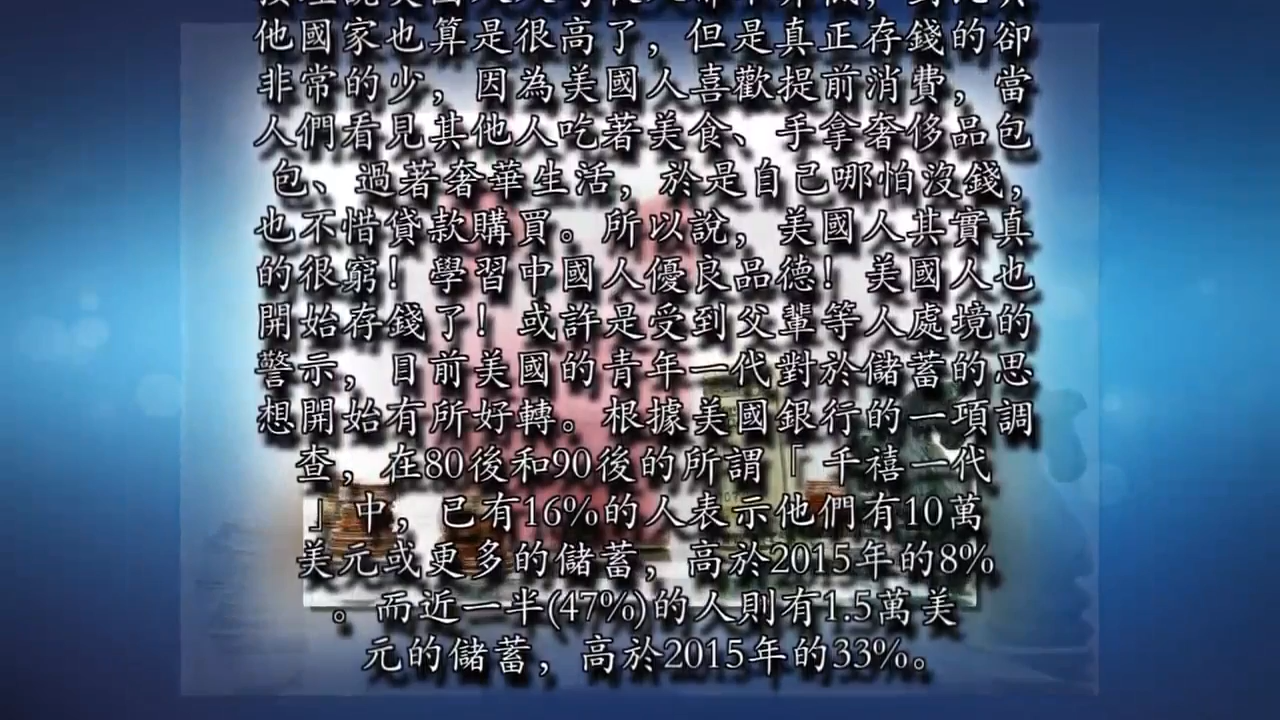 他國家也算是很高了，但是真正存錢的卻
非常的少，因為美國人喜歡提前消費，當
人們看見其他人吃著美食、手拿奢侈品包
包、過著奢華生活，於是自己哪怕沒錢，
也不惜貸款購買。所以說，美國人其實真
的很窮！學習中國人優良品德！美國人也
開始存錢了！或許是受到父輩等人處境的
警示，目前美國的青年一代對於儲蓄的思
想開始有所好轉。根據美國銀行的一項調
查，在80後和90後的所謂「千禧一代
」中，已有16%的人表示他們有10萬
美元或更多的儲蓄，高於2015年的8%
。而近一半(47%)的人則有1.5萬美
元的儲蓄，高於2015年的33%。